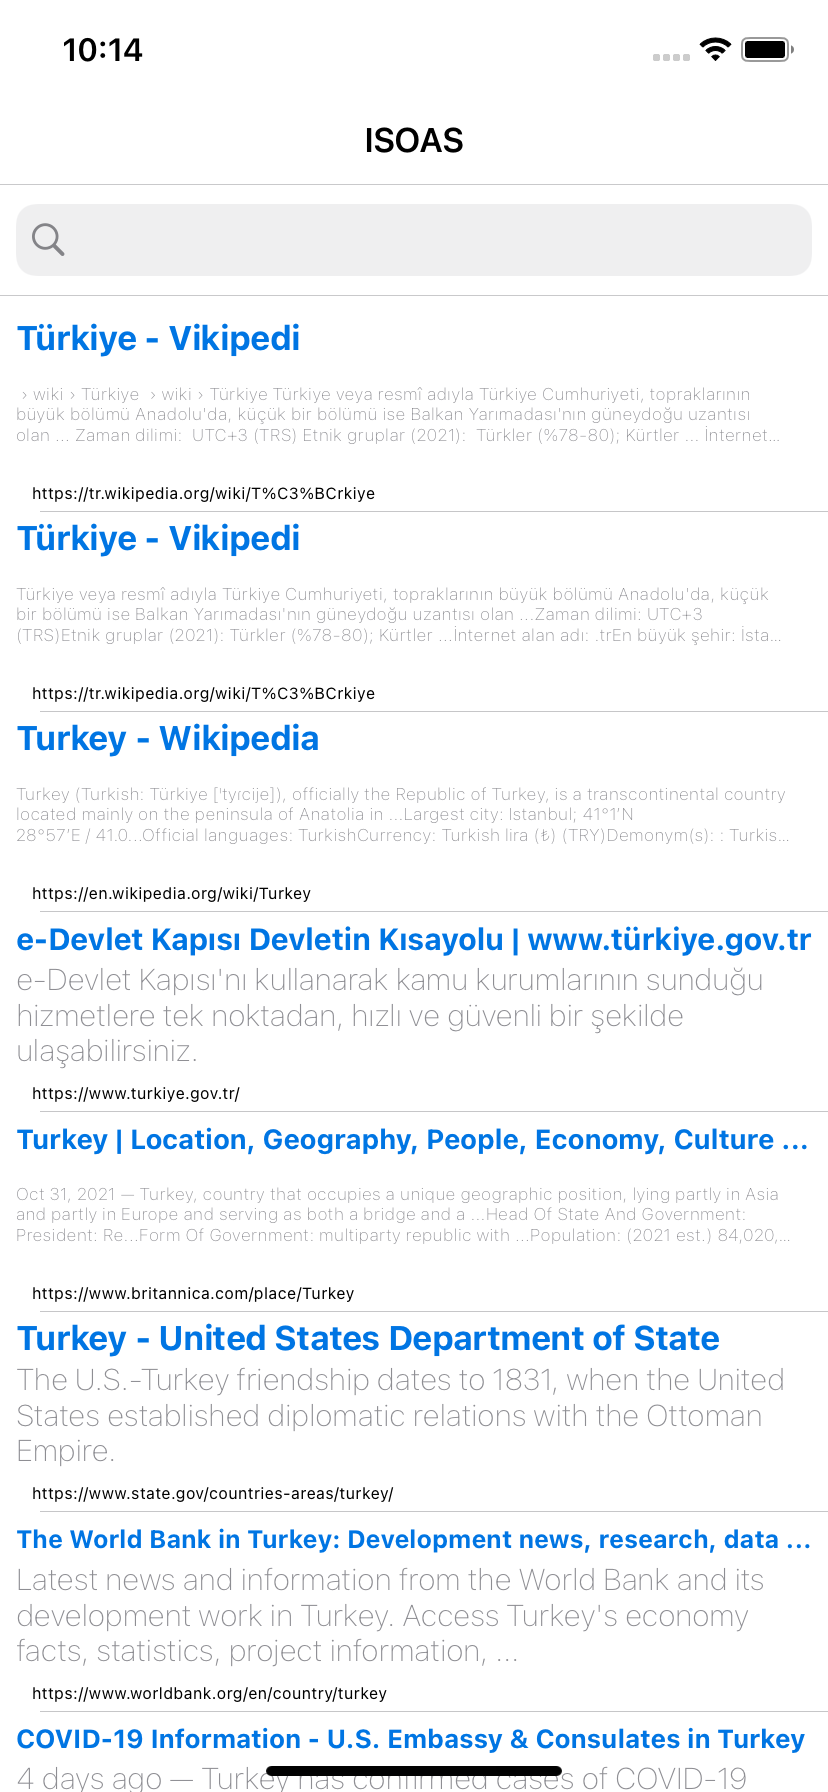 10:14
ISOAS
Türkiye - Vikipedi
› wiki › Türkiye › wiki › Türkiye Türkiye veya resmî adıyla Türkiye Cumhuriyeti, topraklarının
büyük bölümü Anadolu'da, küçük bir bölümü ise Balkan Yarımadası'nın güneydoğu uzantısı
olan ... Zaman dilimi: UTC+3 (TRS) Etnik gruplar (2021): Türkler (%78-80); Kürtler ... İnternet...
https://tr.wikipedia.org/wiki/T%C3%BCrkiye
Türkiye - Vikipedi
Türkiye veya resmî adıyla Türkiye Cumhuriyeti, topraklarının büyük bölümü Anadolu'da, küçük
bir bölümü ise Balkan Yarımadası'nın güneydoğu uzantısı olan ...Zaman dilimi: UTC+3
(TRS)Etnik gruplar (2021): Türkler (%78-80); Kürtler ...İnternet alan adı: .trEn büyük şehir: İsta...
https://tr.wikipedia.org/wiki/T%C3%BCrkiye
Turkey - Wikipedia
Turkey (Turkish: Türkiye [ˈtyɾcije]), officially the Republic of Turkey, is a transcontinental country
located mainly on the peninsula of Anatolia in ...Largest city: Istanbul; 41°1′N
28°57′E / 41.0...Official languages: TurkishCurrency: Turkish lira (₺) (TRY)Demonym(s): : Turkis...
https://en.wikipedia.org/wiki/Turkey
e-Devlet Kapısı Devletin Kısayolu | www.türkiye.gov.tr
e-Devlet Kapısı'nı kullanarak kamu kurumlarının sunduğu
hizmetlere tek noktadan, hızlı ve güvenli bir şekilde
ulaşabilirsiniz.
https://www.turkiye.gov.tr/
Turkey | Location, Geography, People, Economy, Culture ...
Oct 31, 2021 — Turkey, country that occupies a unique geographic position, lying partly in Asia
and partly in Europe and serving as both a bridge and a ...Head Of State And Government:
President: Re...Form Of Government: multiparty republic with ...Population: (2021 est.) 84,020,...
https://www.britannica.com/place/Turkey
Turkey - United States Department of State
The U.S.-Turkey friendship dates to 1831, when the United
States established diplomatic relations with the Ottoman
Empire.
https://www.state.gov/countries-areas/turkey/
The World Bank in Turkey: Development news, research, data ...
Latest news and information from the World Bank and its
development work in Turkey. Access Turkey's economy
facts, statistics, project information, ...
https://www.worldbank.org/en/country/turkey
COVID-19 Information - U.S. Embassy & Consulates in Turkey
4 days ago — Turkey has confirmed cases of COVID-19